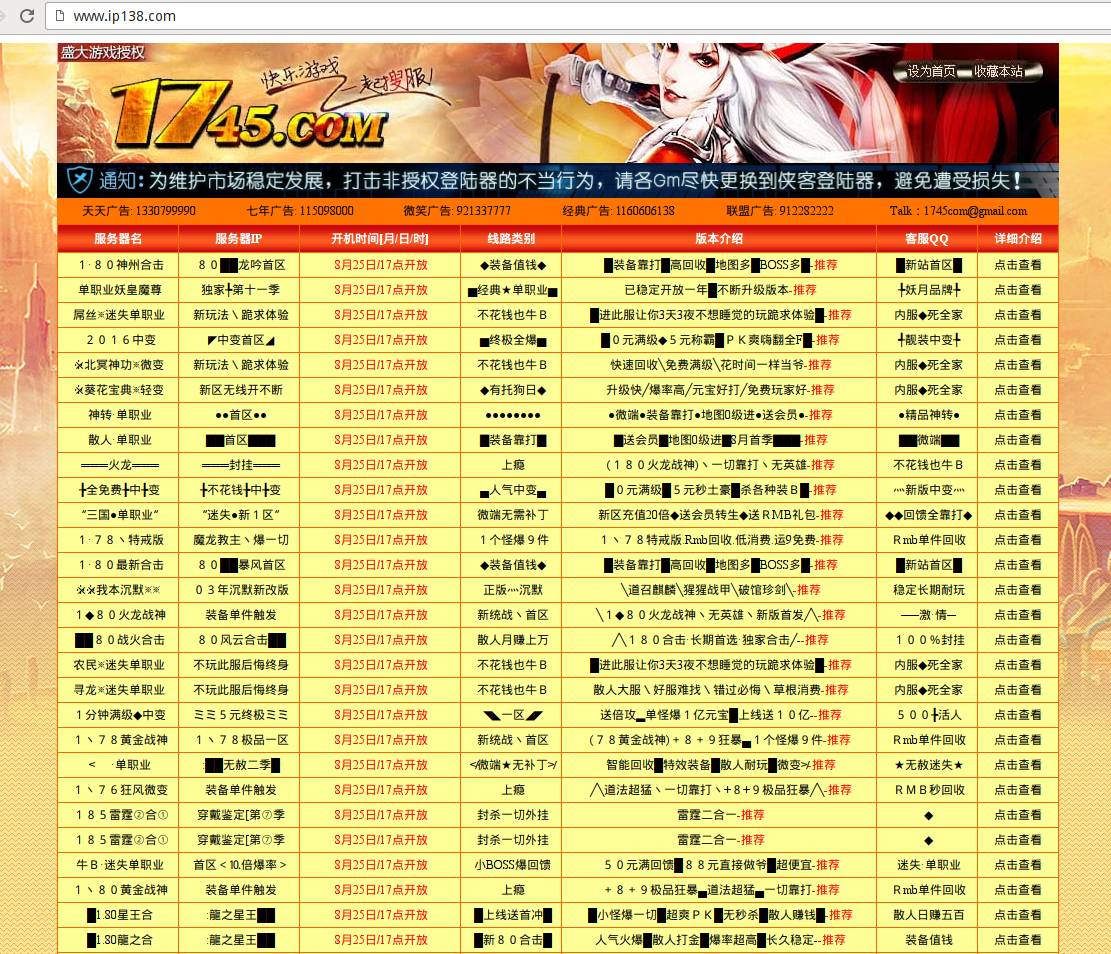 www.ip138.com
盛大游戏授权
快乐游戏 一起搜服!
1745.COM
设为首页 收藏本站
通知：为维护市场稳定发展，打击非授权登陆器的不当行为，请各Gm尽快更换到侠客登陆器，避免遭受损失！
天天广告: 1330799990 七年广告: 115098000 微笑广告: 921337777 经典广告: 1160606138 联盟广告: 912282222 Talk：1745com@gmail.com
服务器名 服务器IP 开机时间[月/日/时] 线路类别 版本介绍 客服QQ 详细介绍
１·８０神州合击 ８０██龙吟首区 8月25日/17点开放 ◆装备值钱◆ █装备靠打█高回收█地图多█BOSS多█-推荐 █新站首区█ 点击查看
单职业妖皇魔尊 独家╋第十一季 8月25日/17点开放 ▅经典★单职业▅ 已稳定开放一年█不断升级版本-推荐 ╋妖月品牌╋ 点击查看
屌丝※迷失单职业 新玩法﹨跪求体验 8月25日/17点开放 不花钱也牛Ｂ █进此服让你3天3夜不想睡觉的玩跪求体验█-推荐 内服◆死全家 点击查看
２０１６中变 ◤中变首区◢ 8月25日/17点开放 ▅终极全爆▅ █０元满级◆５元称霸█ＰＫ爽嗨翻全F█-推荐 ╋靓装中变╋ 点击查看
※北冥神功※微变 新玩法﹨跪求体验 8月25日/17点开放 不花钱也牛Ｂ 快速回收╲免费满级╲花时间一样当爷-推荐 内服◆死全家 点击查看
※葵花宝典※轻变 新区无线开不断 8月25日/17点开放 ◆有托狗日◆ 升级快╱爆率高╱元宝好打╱免费玩家好-推荐 内服◆死全家 点击查看
神转·单职业 ●●首区●● 8月25日/17点开放 ●●●●●●●● ●微端●装备靠打●地图0级进●送会员●-推荐 ●精品神转● 点击查看
散人·单职业 ██首区███ 8月25日/17点开放 █装备靠打█ █送会员█地图0级进█8月首季███-推荐 ██微端██ 点击查看
═══火龙═══ ═══封挂═══ 8月25日/17点开放 上瘾 (１８０火龙战神)丶一切靠打丶无英雄-推荐 不花钱也牛Ｂ 点击查看
╋全免费╋中╋变 ╋不花钱╋中╋变 8月25日/17点开放 ▄人气中变▄ █０元满级█５元秒土豪█杀各种装Ｂ█-推荐 灬新版中变灬 点击查看
“三国●单职业“ “迷失●新１区“ 8月25日/17点开放 微端无需补丁 新区充值20倍◆送会员转生◆送ＲＭＢ礼包-推荐 ◆◆回馈全靠打◆ 点击查看
１·７８丶特戒版 魔龙教主丶爆一切 8月25日/17点开放 １个怪爆９件 １丶７８特戒版.Rmb回收.低消费.运9免费-推荐 Ｒmb单件回收 点击查看
１·８０最新合击 ８０██暴风首区 8月25日/17点开放 ◆装备值钱◆ █装备靠打█高回收█地图多█BOSS多█-推荐 █新站首区█ 点击查看
※※我本沉默※※ ０３年沉默新改版 8月25日/17点开放 正版灬沉默 ╲道召麒麟╲猩猩战甲╲破馆珍剑╲-推荐 稳定长期耐玩 点击查看
１◆８０火龙战神 装备单件触发 8月25日/17点开放 新统战﹨首区 ╲１◆８０火龙战神丶无英雄丶新版首发╱╲-推荐 ──激·情─ 点击查看
██８０战火合击 ８０风云合击██ 8月25日/17点开放 散人月赚上万 ╱╲１８０合击·长期首选·独家合击╱--推荐 １００%封挂 点击查看
农民※迷失单职业 不玩此服后悔终身 8月25日/17点开放 不花钱也牛Ｂ █进此服让你3天3夜不想睡觉的玩跪求体验█-推荐 内服◆死全家 点击查看
寻龙※迷失单职业 不玩此服后悔终身 8月25日/17点开放 不花钱也牛Ｂ 散人大服﹨好服难找﹨错过必悔﹨草根消费-推荐 内服◆死全家 点击查看
１分钟满级◆中变 ミミ５元终极ミミ 8月25日/17点开放 ◥◣一区◢◤ 送倍攻▂单怪爆１亿元宝█上线送１０亿--推荐 ５００╋活人 点击查看
１丶７８黄金战神 １丶７８极品一区 8月25日/17点开放 新统战﹨首区 (７８黄金战神)＋８＋９狂暴▄１个怪爆９件-推荐 Ｒmb单件回收 点击查看
< ·单职业 :██无赦二季█ 8月25日/17点开放 ≮微端★无补丁≯ 智能回收█特效装备█散人耐玩█微变≯-推荐 ★无赦迷失★ 点击查看
１丶７６狂风微变 装备单件触发 8月25日/17点开放 上瘾 ╱╲道法超猛丶一切靠打丶+８+９极品狂暴╱╲-推荐 ＲＭＢ秒回收 点击查看
１８５雷霆②合① 穿戴鉴定[第⑦季 8月25日/17点开放 封杀一切外挂 雷霆二合一-推荐 ◆ 点击查看
１８５雷霆②合① 穿戴鉴定[第⑦季 8月25日/17点开放 封杀一切外挂 雷霆二合一-推荐 ◆ 点击查看
牛Ｂ·迷失单职业 首区＜⒑倍爆率＞ 8月25日/17点开放 小BOSS爆回馈 ５０元满回馈█８８元直接做爷█超便宜-推荐 迷失·单职业 点击查看
１丶８０黄金战神 装备单件触发 8月25日/17点开放 上瘾 ＋８＋９极品狂暴▄道法超猛▄一切靠打-推荐 Ｒmb单件回收 点击查看
█1.80星王合 :龍之星王██ 8月25日/17点开放 █上线送首冲█ █小怪爆一切█超爽ＰＫ█无秒杀█散人赚钱█-推荐 散人日赚五百 点击查看
█1.80龍之合 :龍之星王██ 8月25日/17点开放 █新８０合击█ 人气火爆█散人打金█爆率超高█长久稳定--推荐 装备值钱 点击查看